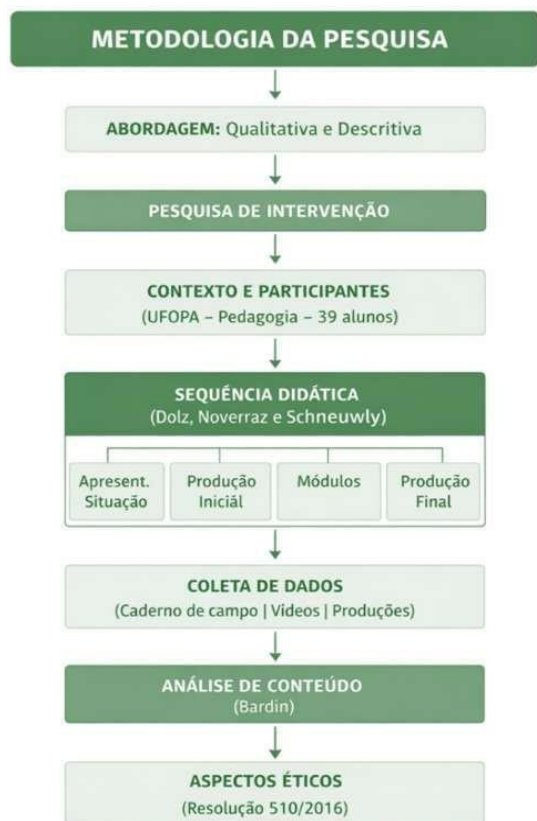 METODOLOGIA DA PESQUISA
ABORDAGEM: Qualitativa e Descritiva
PESQUISA DE INTERVENÇÃO
CONTEXTO E PARTICIPANTES
(UFOPA – Pedagogia – 39 alunos)
SEQUÉNCIA DIDÁTICA
(Dolz, Noverraz e Schneuwly)
Apresent.
Situação
Produção
Iniciál
Módulos
Produção
Final
COLETA DE DADOS
(Caderno de campo | Vídeos | Produções)
ANÁLISE DE CONTEÚDO
(Bardin)
ASPECTOS ÉTICOS
(Resolução 510/2016)